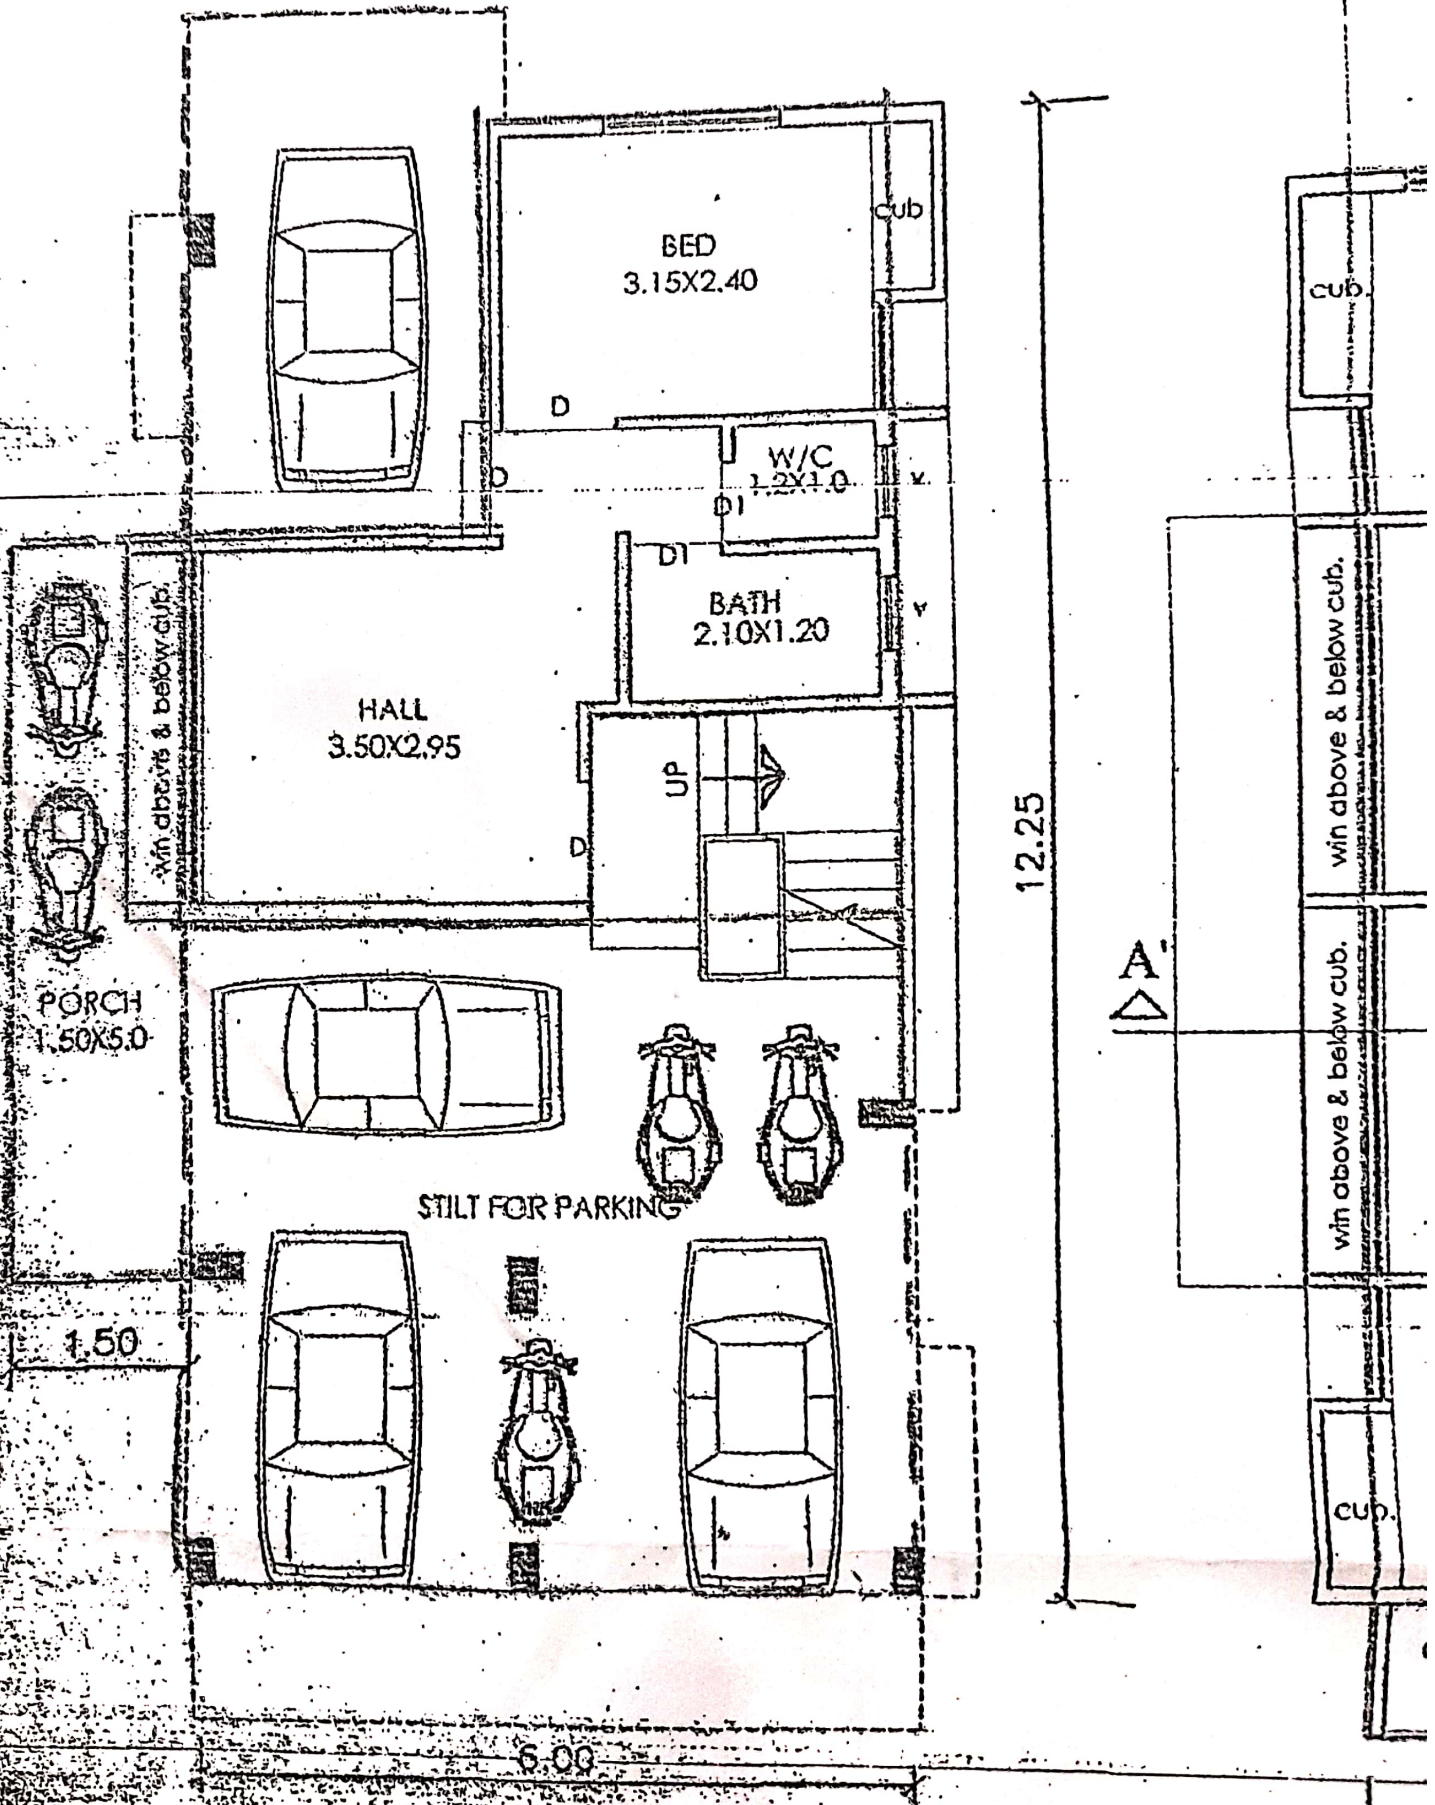 cub
BED
3.15X2.40
cub.
D
W/C
1.2X1.0
D
V
D1
D1
win above & below cub.
BATH
2.10X1.20
V
win above & below cub.
HALL
3.50X2.95
UP
D
12.25
A'
PORCH
1.50X5.0
win above & below cub.
STILT FOR PARKING
1.50
cub.
6.00